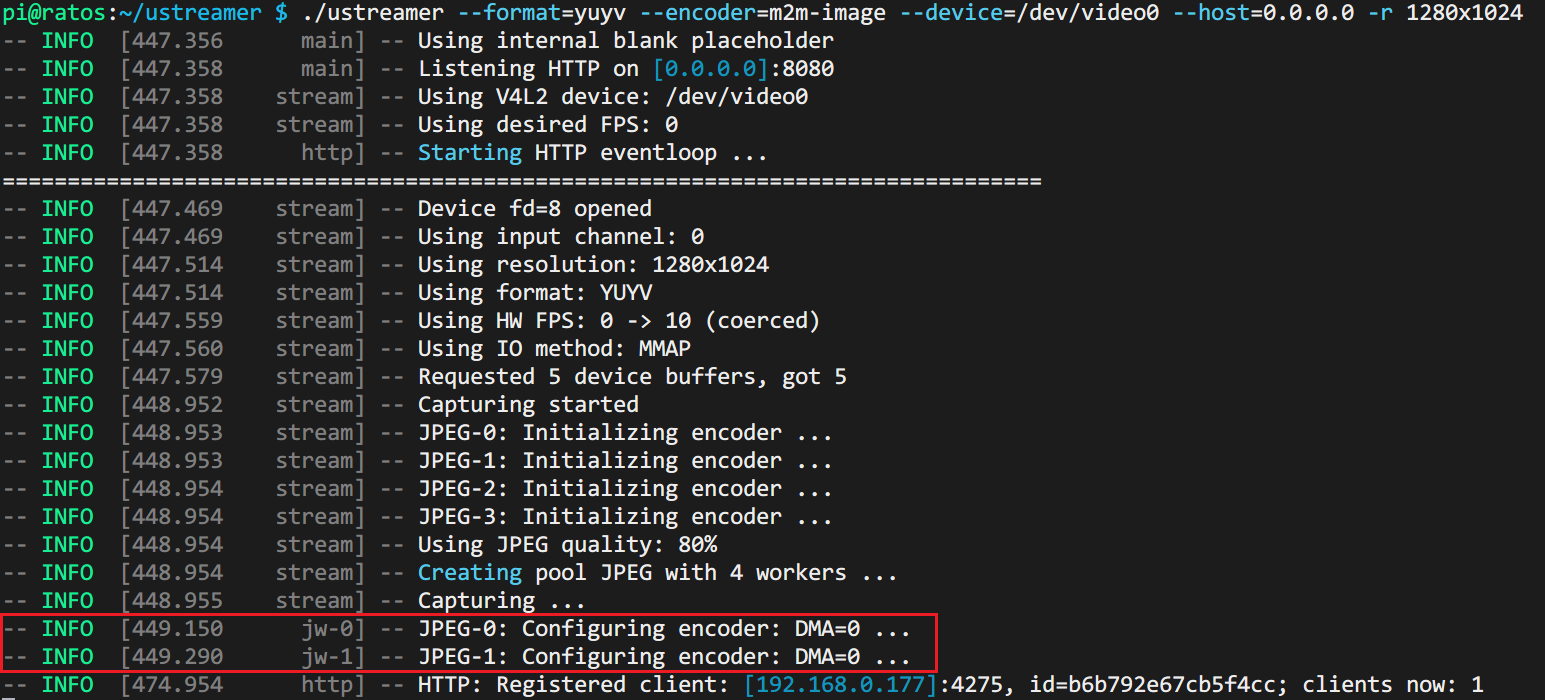 pi@ratos:~/ustreamer $ ./ustreamer --format=yuyv --encoder=m2m-image --device=/dev/video0 --host=0.0.0.0 -r 1280x1024
-- INFO  [447.356      main] -- Using internal blank placeholder
-- INFO  [447.358      main] -- Listening HTTP on [0.0.0.0]:8080
-- INFO  [447.358    stream] -- Using V4L2 device: /dev/video0
-- INFO  [447.358    stream] -- Using desired FPS: 0
-- INFO  [447.358      http] -- Starting HTTP eventloop ...
================================================================================
-- INFO  [447.469    stream] -- Device fd=8 opened
-- INFO  [447.469    stream] -- Using input channel: 0
-- INFO  [447.514    stream] -- Using resolution: 1280x1024
-- INFO  [447.514    stream] -- Using format: YUYV
-- INFO  [447.559    stream] -- Using HW FPS: 0 -> 10 (coerced)
-- INFO  [447.560    stream] -- Using IO method: MMAP
-- INFO  [447.579    stream] -- Requested 5 device buffers, got 5
-- INFO  [448.952    stream] -- Capturing started
-- INFO  [448.953    stream] -- JPEG-0: Initializing encoder ...
-- INFO  [448.953    stream] -- JPEG-1: Initializing encoder ...
-- INFO  [448.954    stream] -- JPEG-2: Initializing encoder ...
-- INFO  [448.954    stream] -- JPEG-3: Initializing encoder ...
-- INFO  [448.954    stream] -- Using JPEG quality: 80%
-- INFO  [448.954    stream] -- Creating pool JPEG with 4 workers ...
-- INFO  [448.955    stream] -- Capturing ...
-- INFO  [449.150      jw-0] -- JPEG-0: Configuring encoder: DMA=0 ...
-- INFO  [449.290      jw-1] -- JPEG-1: Configuring encoder: DMA=0 ...
-- INFO  [474.954      http] -- HTTP: Registered client: [192.168.0.177]:4275, id=b6b792e67cb5f4cc; clients now: 1